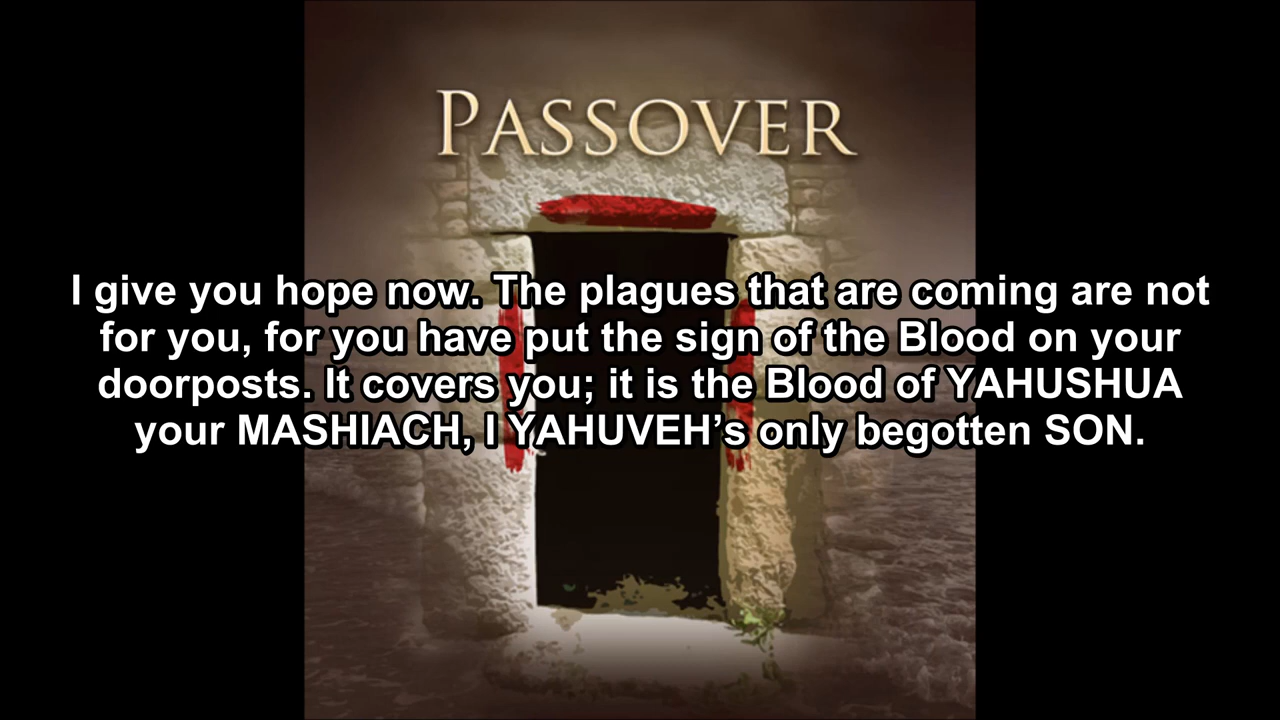 PASSOVER
I give you hope now. The plagues that are coming are not
for you, for you have put the sign of the Blood on your
doorposts. It covers you; it is the Blood of YAHUSHUA
your MASHIACH, I YAHUVEH’s only begotten SON.